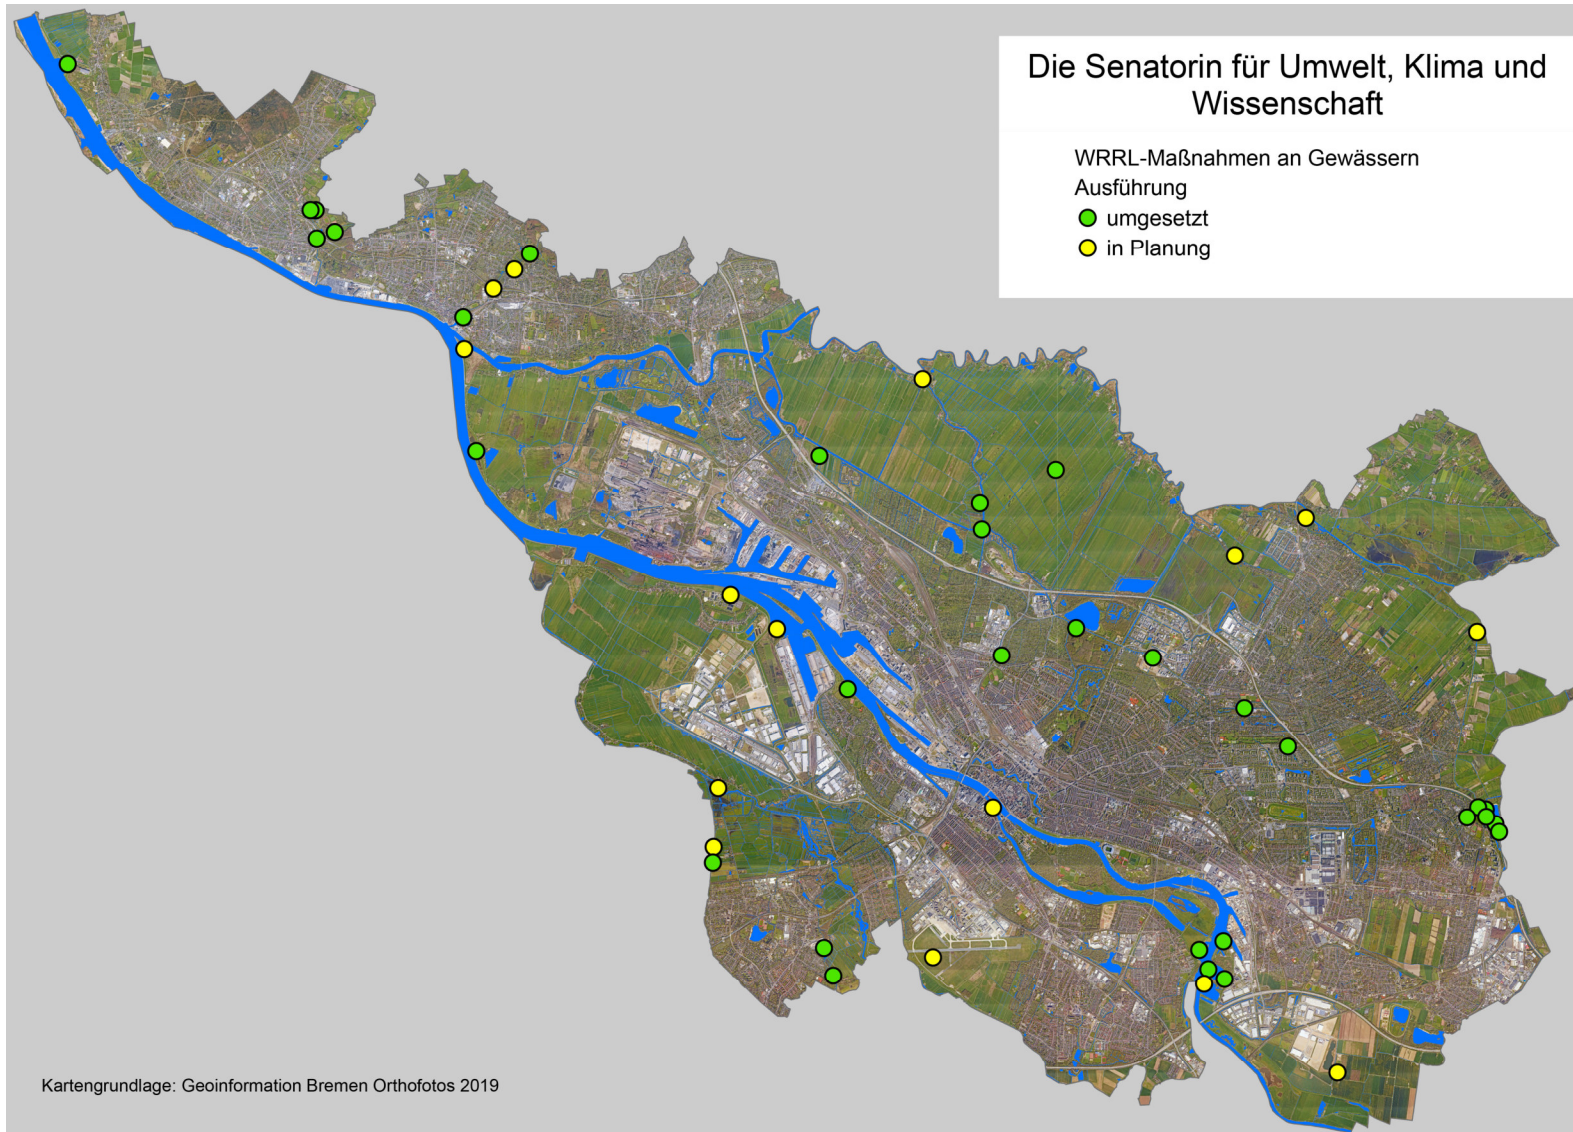 Die Senatorin für Umwelt, Klima und
Wissenschaft
WRRL-Maßnahmen an Gewässern
Ausführung
umgesetzt
in Planung
Kartengrundlage: Geoinformation Bremen Orthofotos 2019